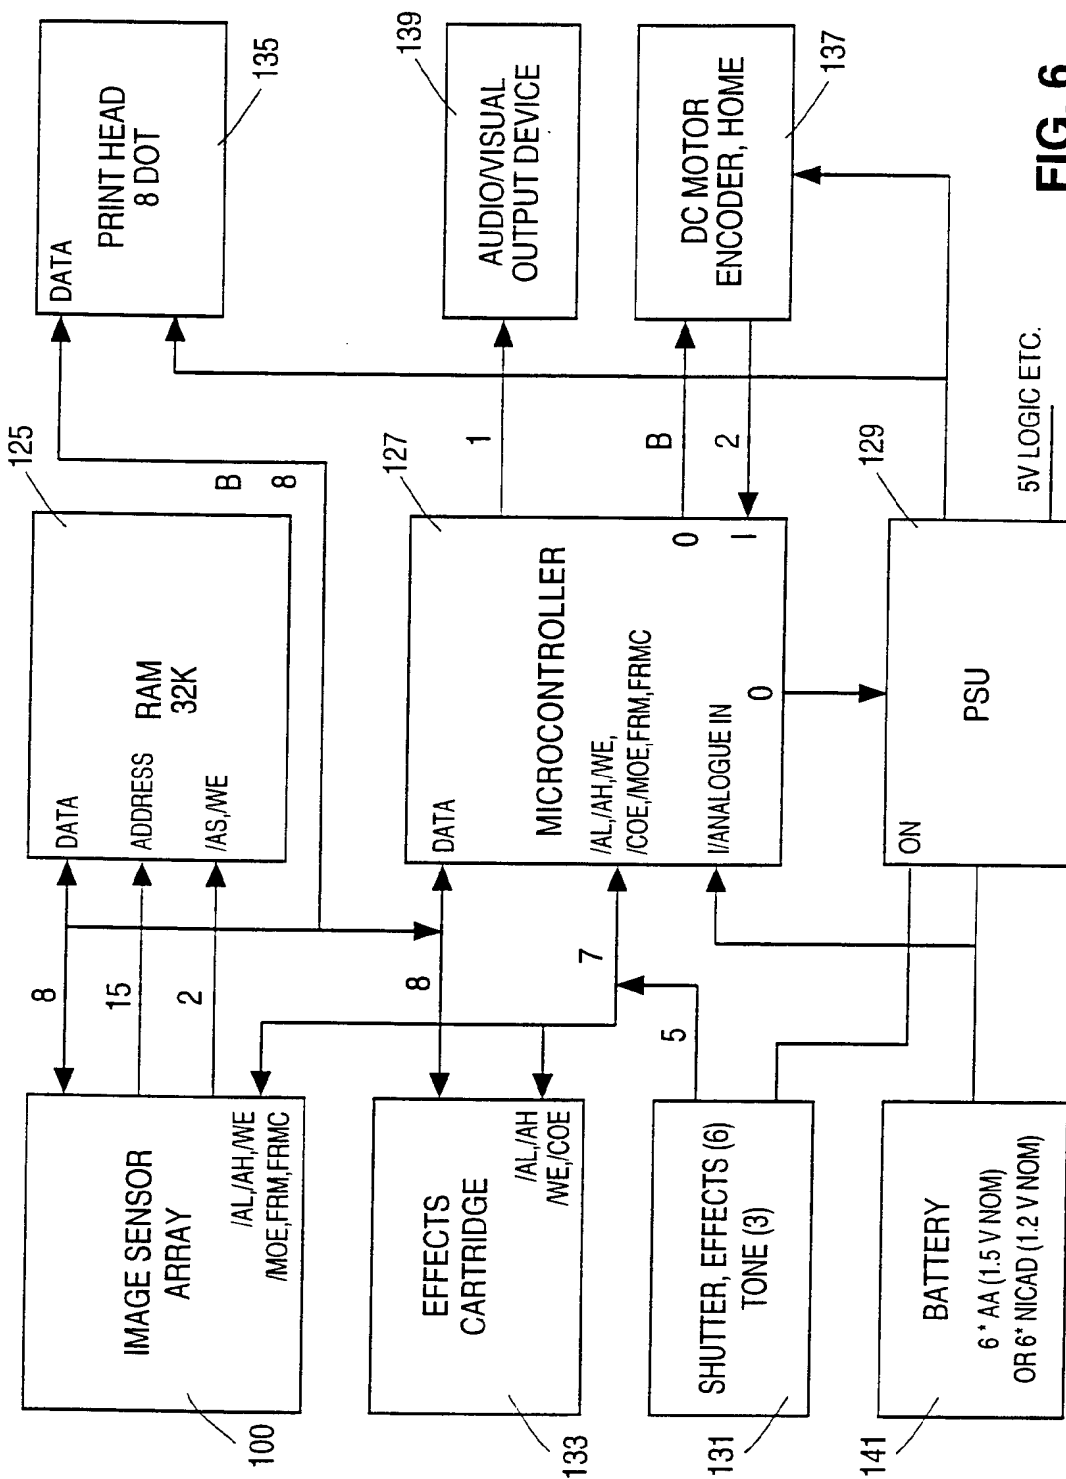 IMAGE SENSOR
ARRAY
/AL,/AH,/WE
/MOE,FRM,FRMC
100
8
15
2
DATA
ADDRESS
/AS,/WE
RAM
32K
125
B
8
DATA
PRINT HEAD
8 DOT
135
EFFECTS
CARTRIDGE
/AL,/AH
/WE,/COE
133
8
7
DATA
MICROCONTROLLER
/AL,/AH,/WE,
/COE,/MOE,FRM,FRMC
I/ANALOGUE IN
0
0
I
127
1
AUDIO/VISUAL
OUTPUT DEVICE
139
B
2
DC MOTOR
ENCODER, HOME
137
SHUTTER, EFFECTS (6)
TONE (3)
131
5
BATTERY
6 * AA (1.5 V NOM)
OR 6* NICAD (1.2 V NOM)
141
ON
PSU
129
5V LOGIC ETC.
FIG. 6